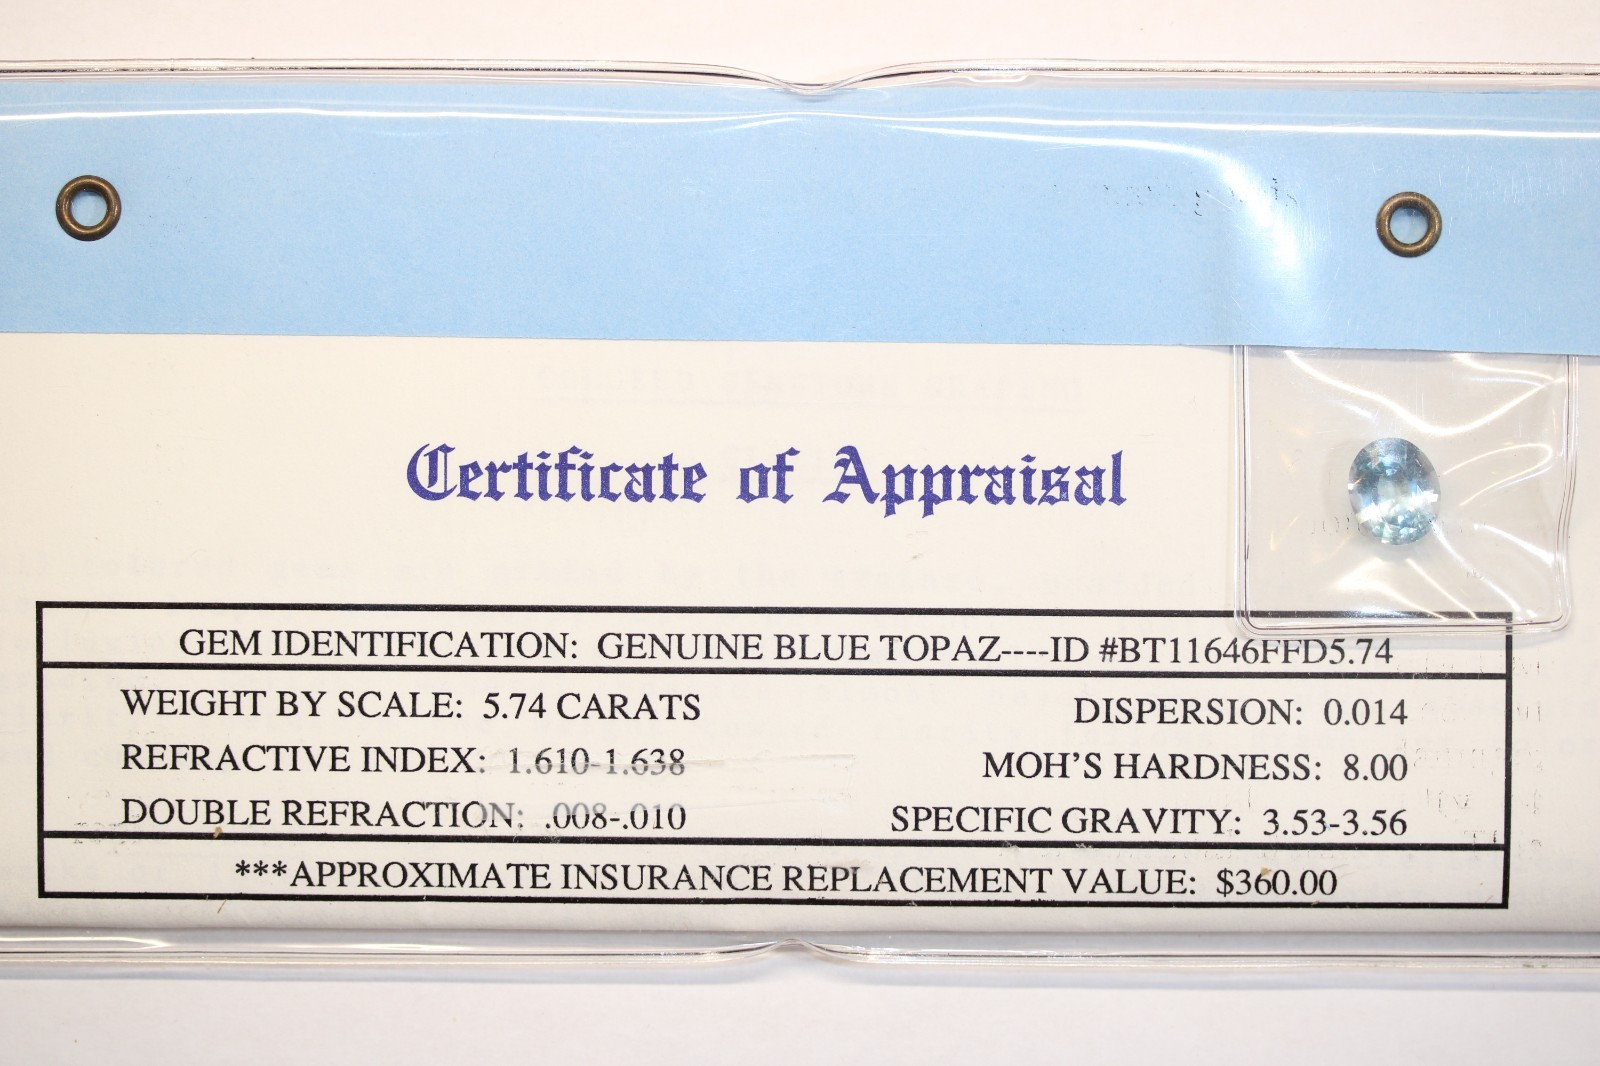 Certificate of Appraisal
GEM IDENTIFICATION: GENUINE BLUE TOPAZ----ID #BT11646FFD5.74
WEIGHT BY SCALE: 5.74 CARATS
DISPERSION: 0.014
REFRACTIVE INDEX: 1.610-1.638
MOH'S HARDNESS: 8.00
DOUBLE REFRACTION: .008-.010
SPECIFIC GRAVITY: 3.53-3.56
***APPROXIMATE INSURANCE REPLACEMENT VALUE: $360.00